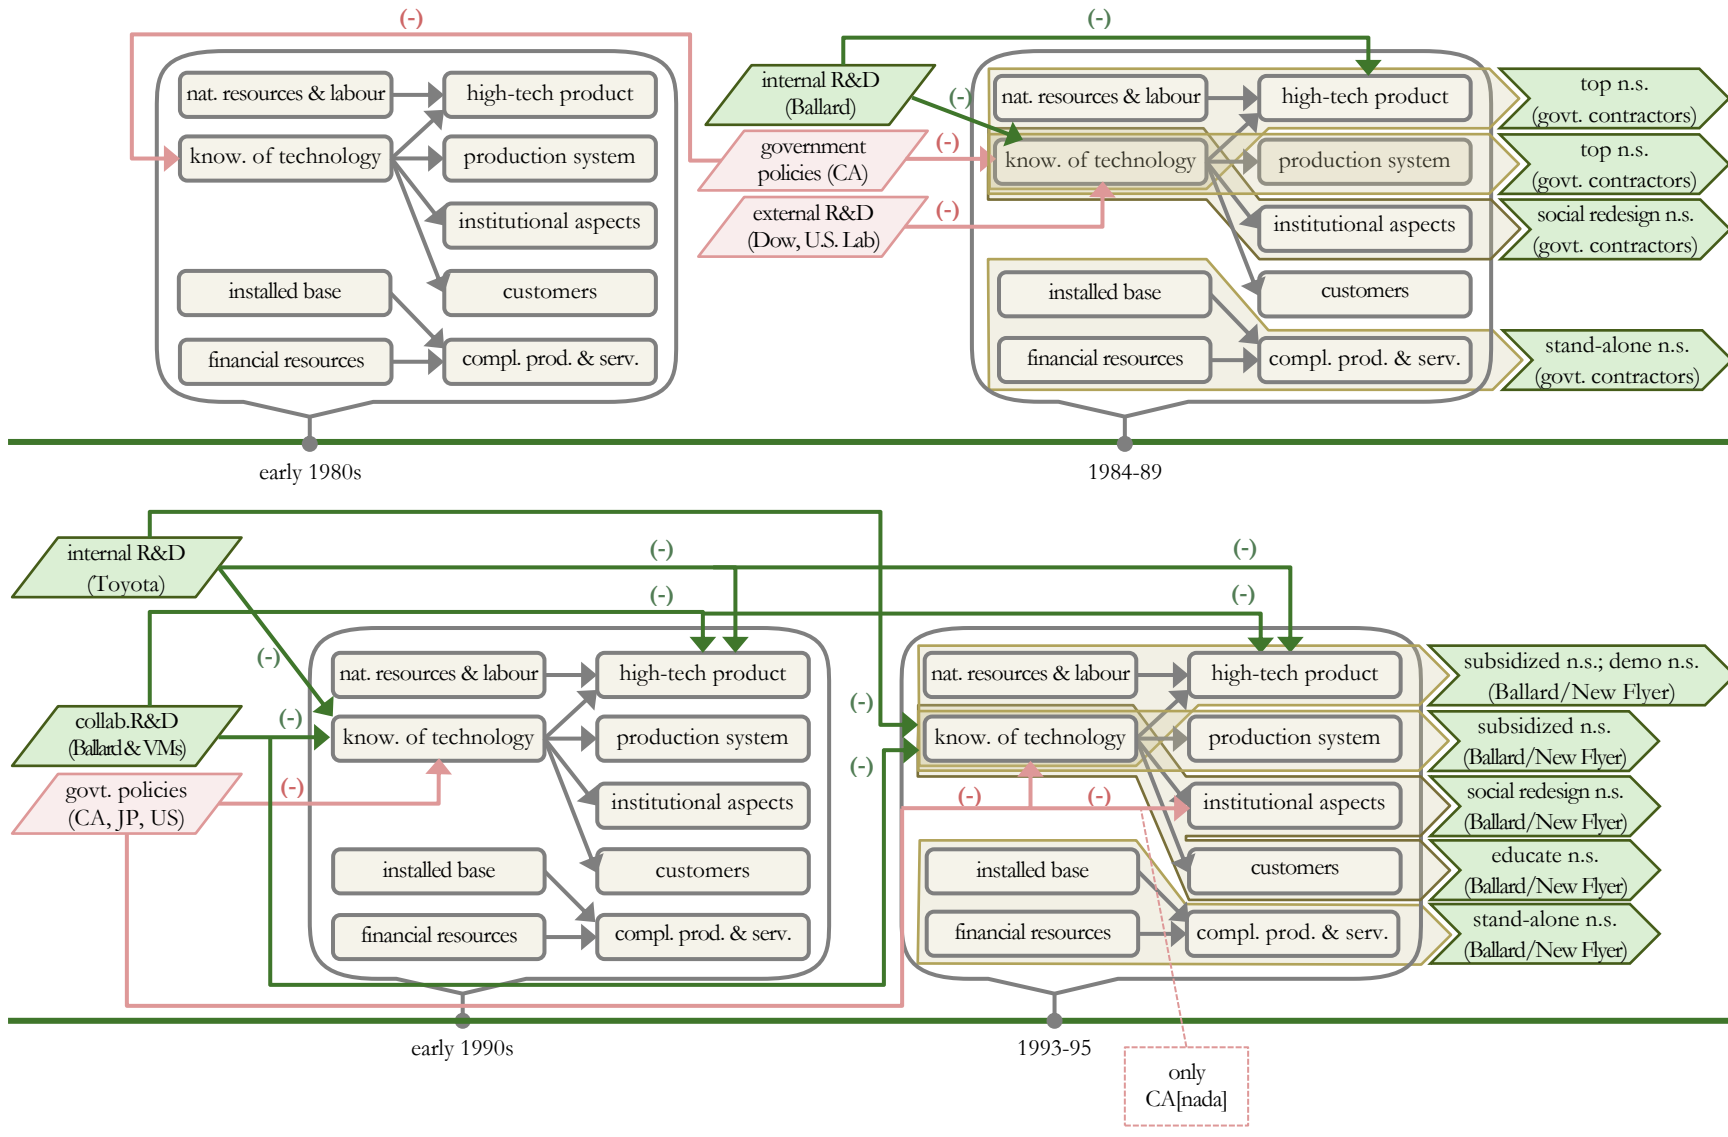 (-)
(-)
nat. resources & labour
high-tech product
know. of technology
production system
institutional aspects
installed base
customers
financial resources
compl. prod. & serv.
early 1980s
internal R&D
(Ballard)
(-)
government
policies (CA)
(-)
external R&D
(Dow, U.S. Lab)
(-)
nat. resources & labour
high-tech product
know. of technology
production system
institutional aspects
installed base
customers
financial resources
compl. prod. & serv.
top n.s.
(govt. contractors)
top n.s.
(govt. contractors)
social redesign n.s.
(govt. contractors)
stand-alone n.s.
(govt. contractors)
1984-89
internal R&D
(Toyota)
(-)
(-)
(-)
(-)
(-)
collab.R&D
(Ballard & VMs)
(-)
govt. policies
(CA, JP, US)
(-)
nat. resources & labour
high-tech product
know. of technology
production system
institutional aspects
installed base
customers
financial resources
compl. prod. & serv.
early 1990s
(-)
(-)
nat. resources & labour
high-tech product
know. of technology
production system
(-)
(-)
institutional aspects
installed base
customers
financial resources
compl. prod. & serv.
subsidized n.s.; demo n.s.
(Ballard/New Flyer)
subsidized n.s.
(Ballard/New Flyer)
social redesign n.s.
(Ballard/New Flyer)
educate n.s.
(Ballard/New Flyer)
stand-alone n.s.
(Ballard/New Flyer)
1993-95
only
CA[nada]